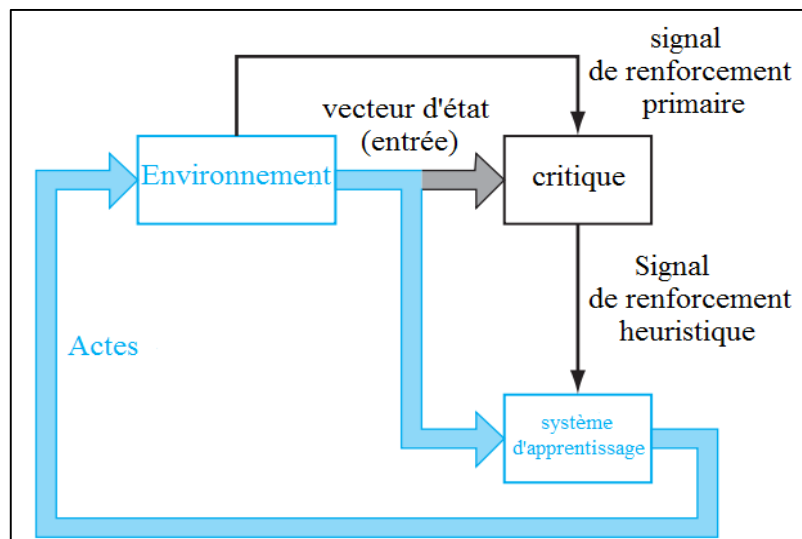 signal
de renforcement
primaire
vecteur d'état
(entrée)
Environnement
critique
Signal
de renforcement
heuristique
Actes
système
d'apprentissage